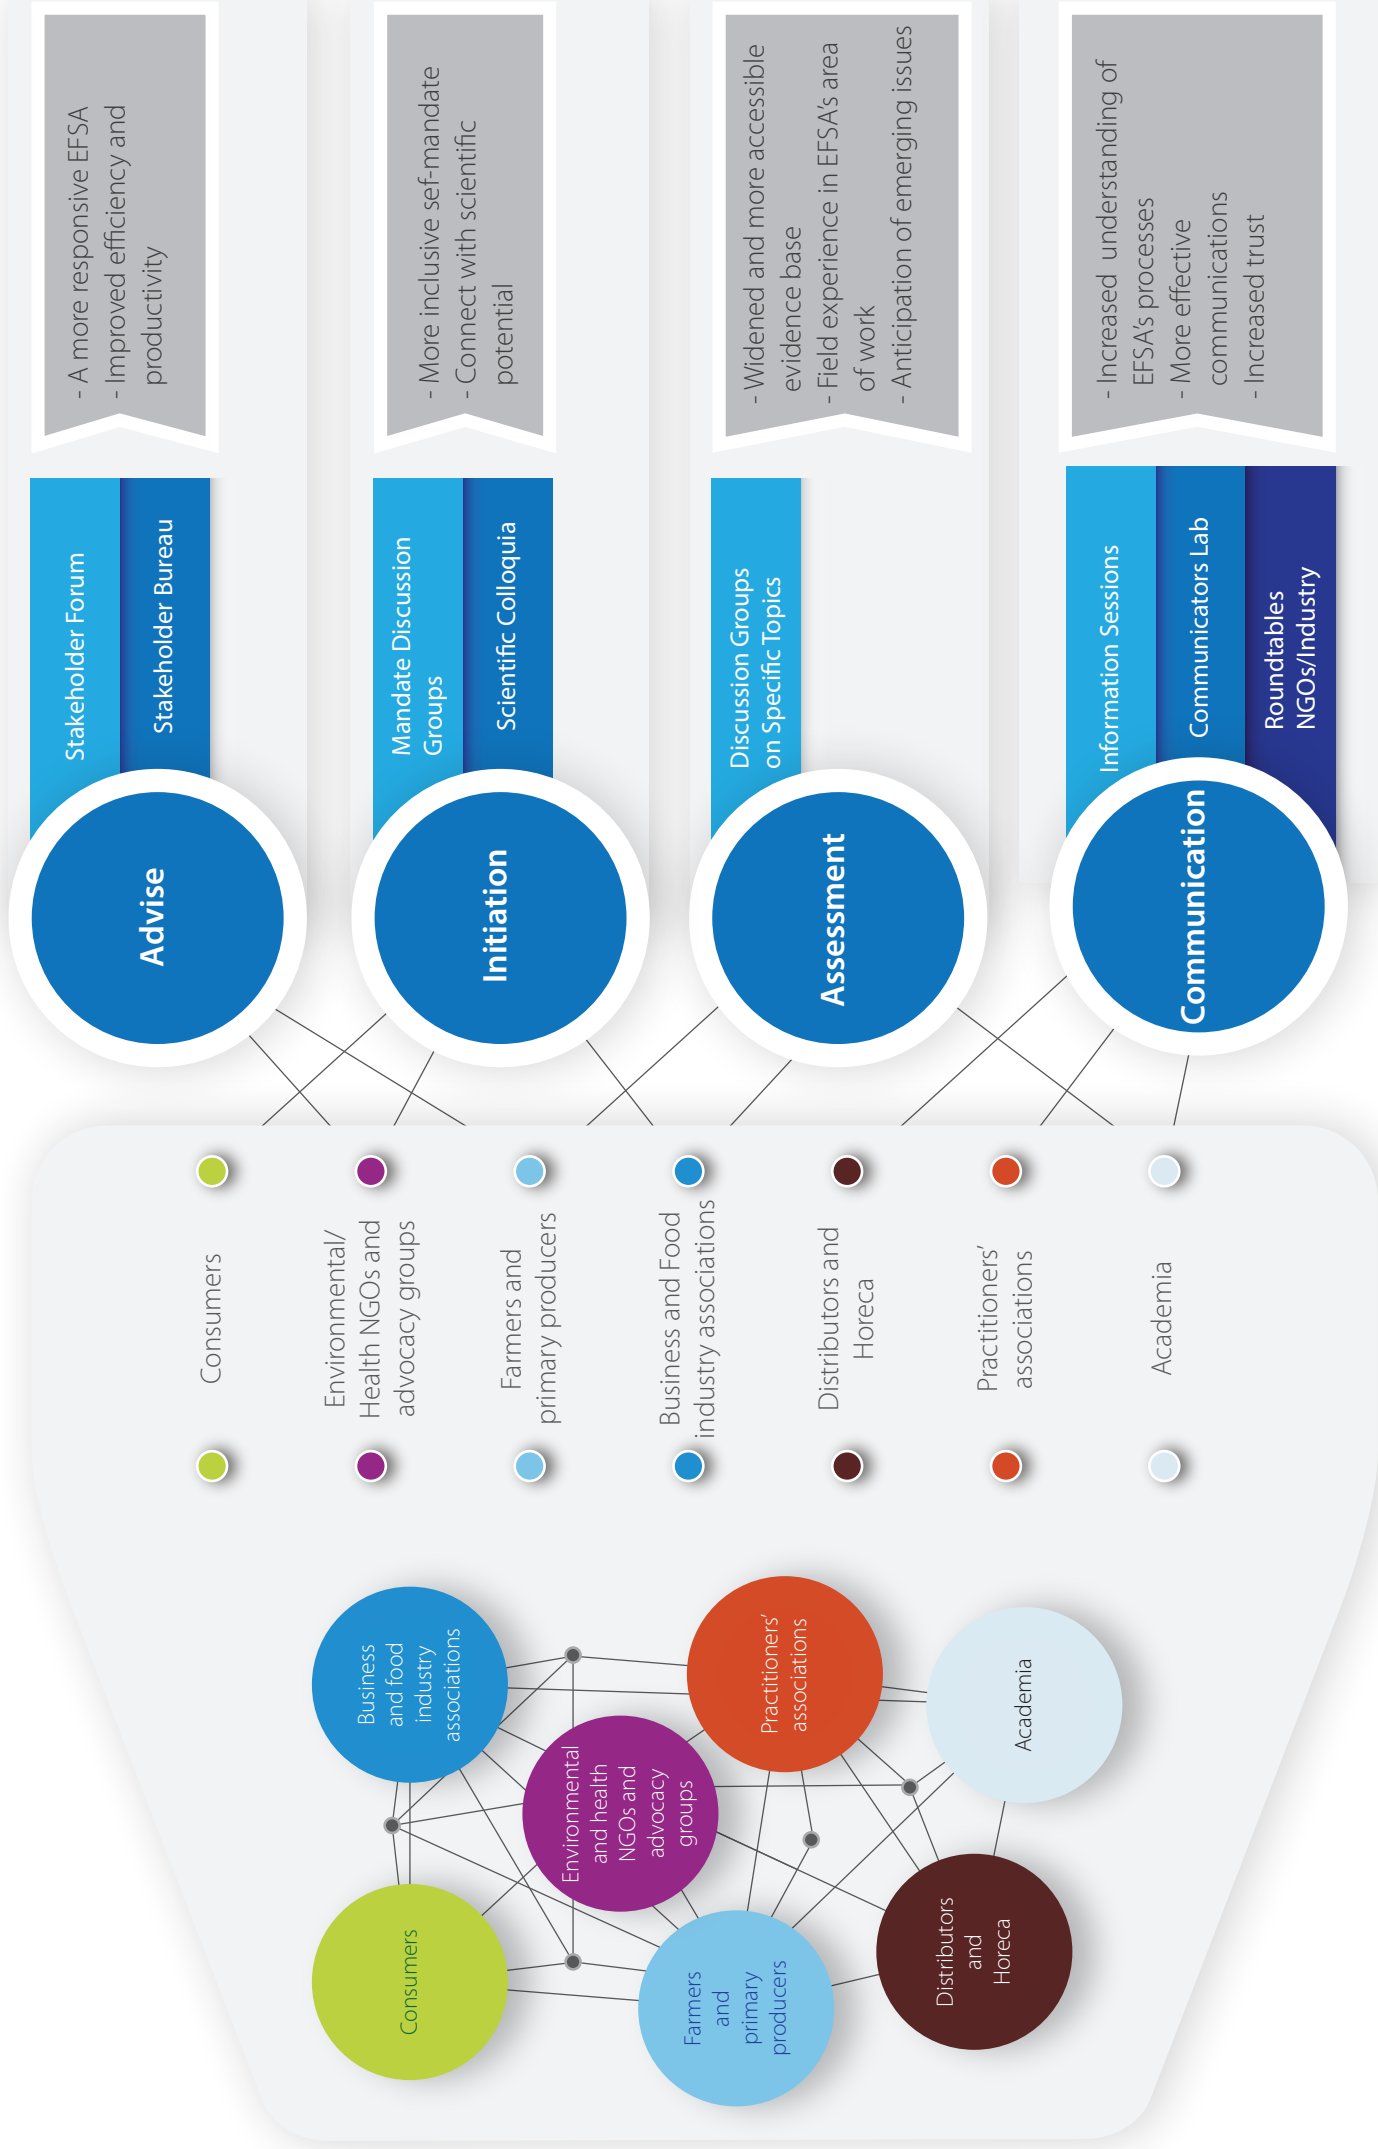 Consumers
Business
and food
industry
associations
Environmental
and health
NGOs and
advocacy
groups
Farmers
and
primary
producers
Practitioners’
associations
Distributors
and
Horeca
Academia
Consumers
Environmental/
Health NGOs and
advocacy groups
Farmers and
primary producers
Business and Food
industry associations
Distributors and
Horeca
Practitioners’
associations
Academia
Advise
Stakeholder Forum
Stakeholder Bureau
- A more responsive EFSA
- Improved efficiency and
productivity
Initiation
Mandate Discussion
Groups
Scientific Colloquia
- More inclusive sef-mandate
- Connect with scientific
potential
Assessment
Discussion Groups
on Specific Topics
- Widened and more accessible
evidence base
- Field experience in EFSA’s area
of work
- Anticipation of emerging issues
Communication
Information Sessions
Communicators Lab
Roundtables
NGOs/Industry
- Increased understanding of
EFSA’s processes
- More effective
communications
- Increased trust